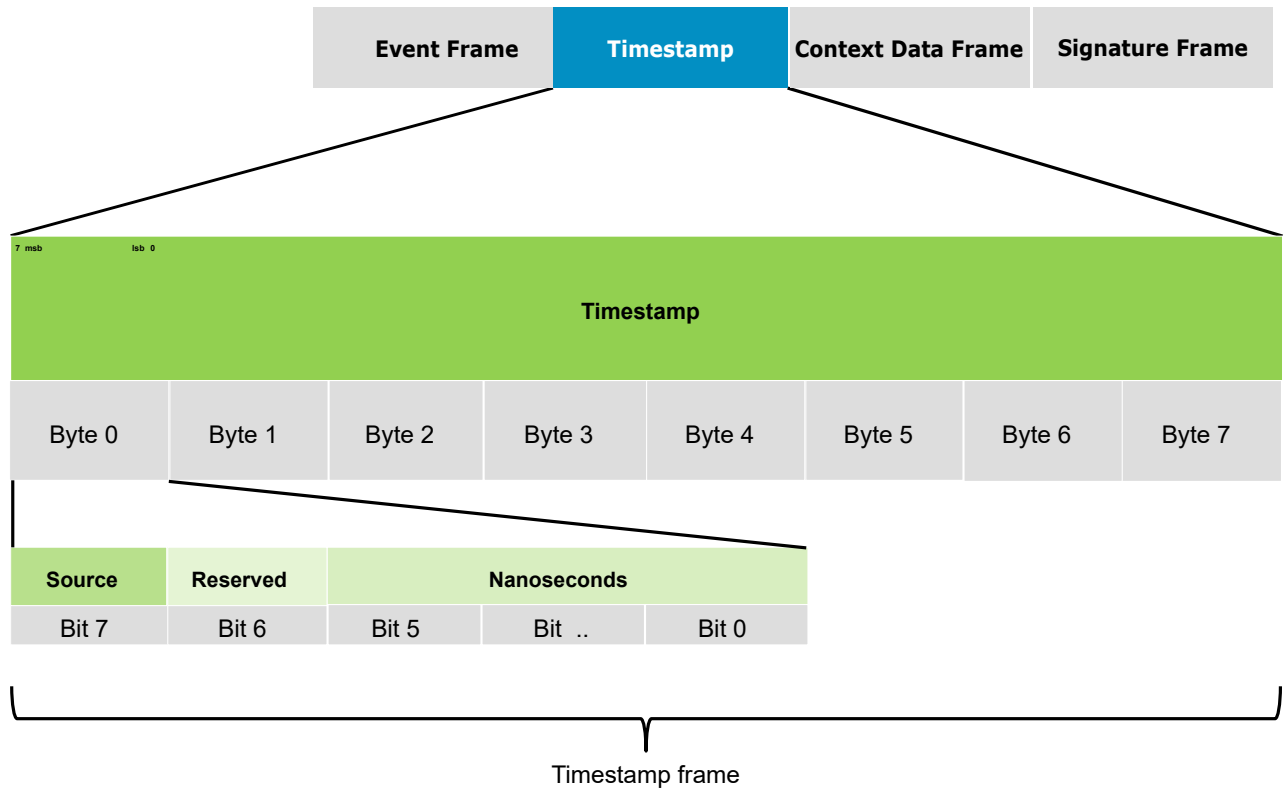 Event Frame Timestamp Context Data Frame Signature Frame
7 msb lsb 0
Timestamp
Byte 0 Byte 1 Byte 2 Byte 3 Byte 4 Byte 5 Byte 6 Byte 7
Source Reserved Nanoseconds
Bit 7 Bit 6 Bit 5 Bit .. Bit 0
Timestamp frame